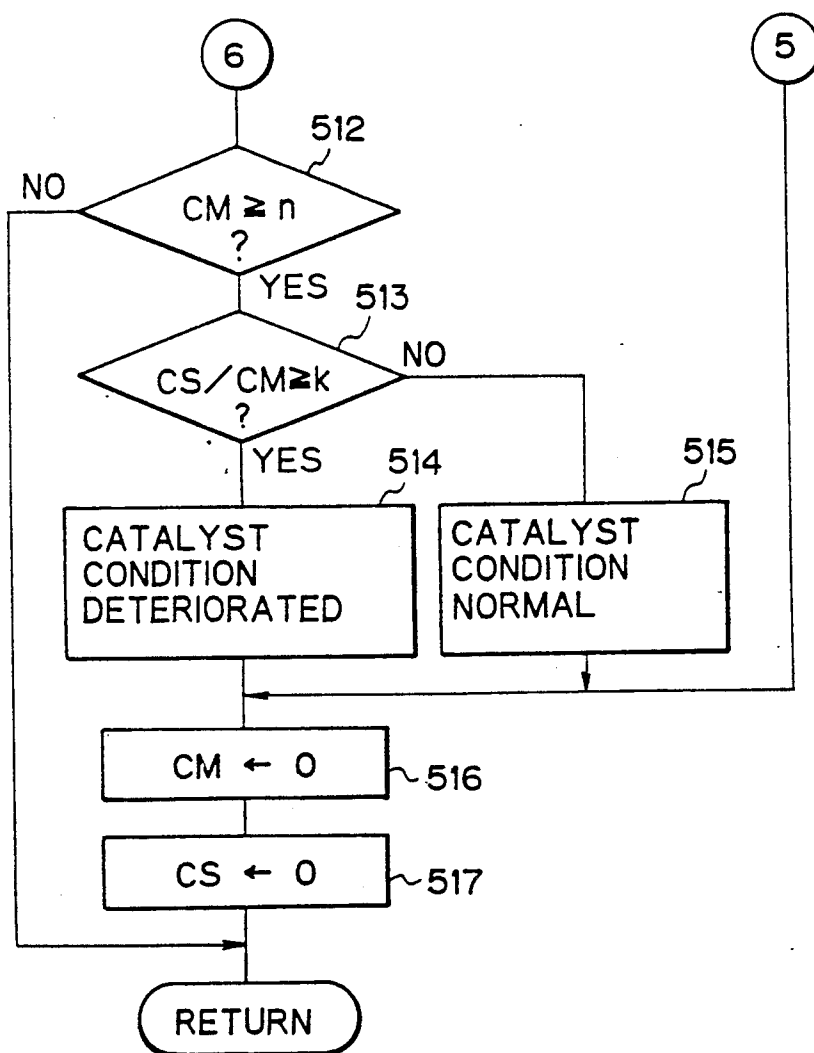 6
5
512
NO
CM ≧ n
?
YES
513
NO
CS/CM≧k
?
YES
514
515
CATALYST
CONDITION
DETERIORATED
CATALYST
CONDITION
NORMAL
CM ← 0
516
CS ← 0
517
RETURN